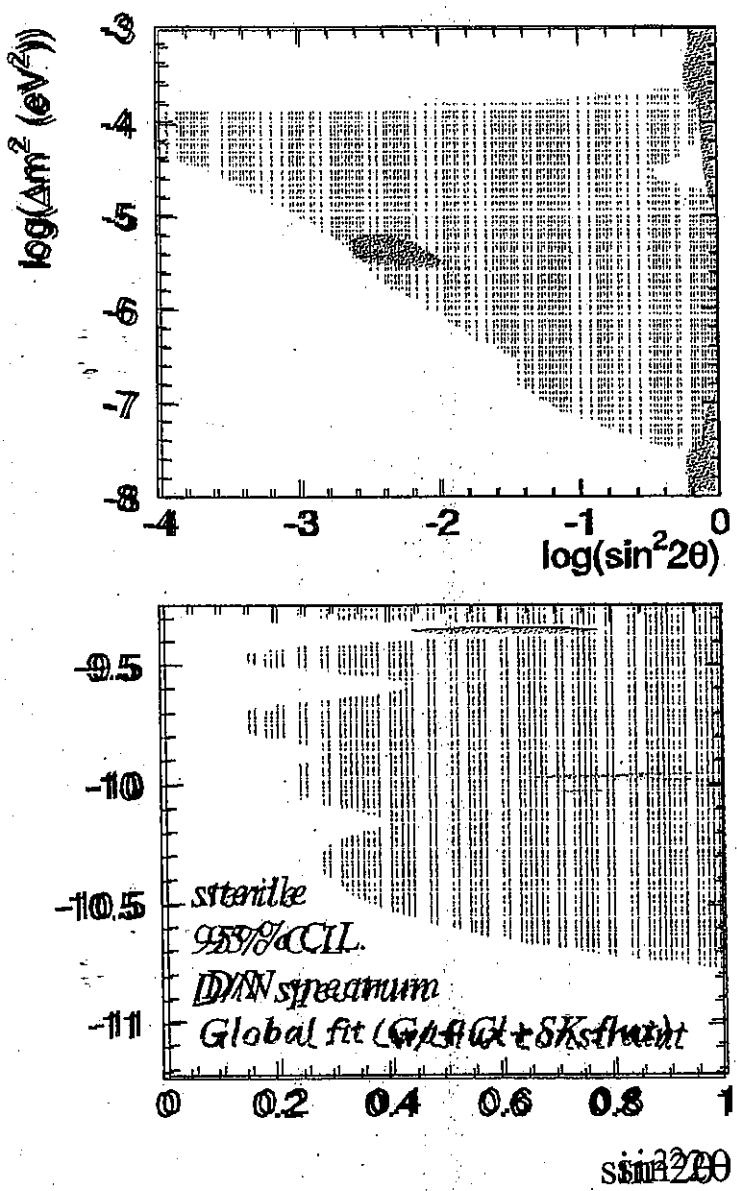 log(Δm² (eV²))
-3
-4
-5
-6
-7
-8
-4 -3 -2 -1 0
log(sin²2θ)
-9.5
-10
-10.5
-11
sterile
95% C.L.
D/N spectrum
Global fit
0 0.2 0.4 0.6 0.8 1
sin²2θ